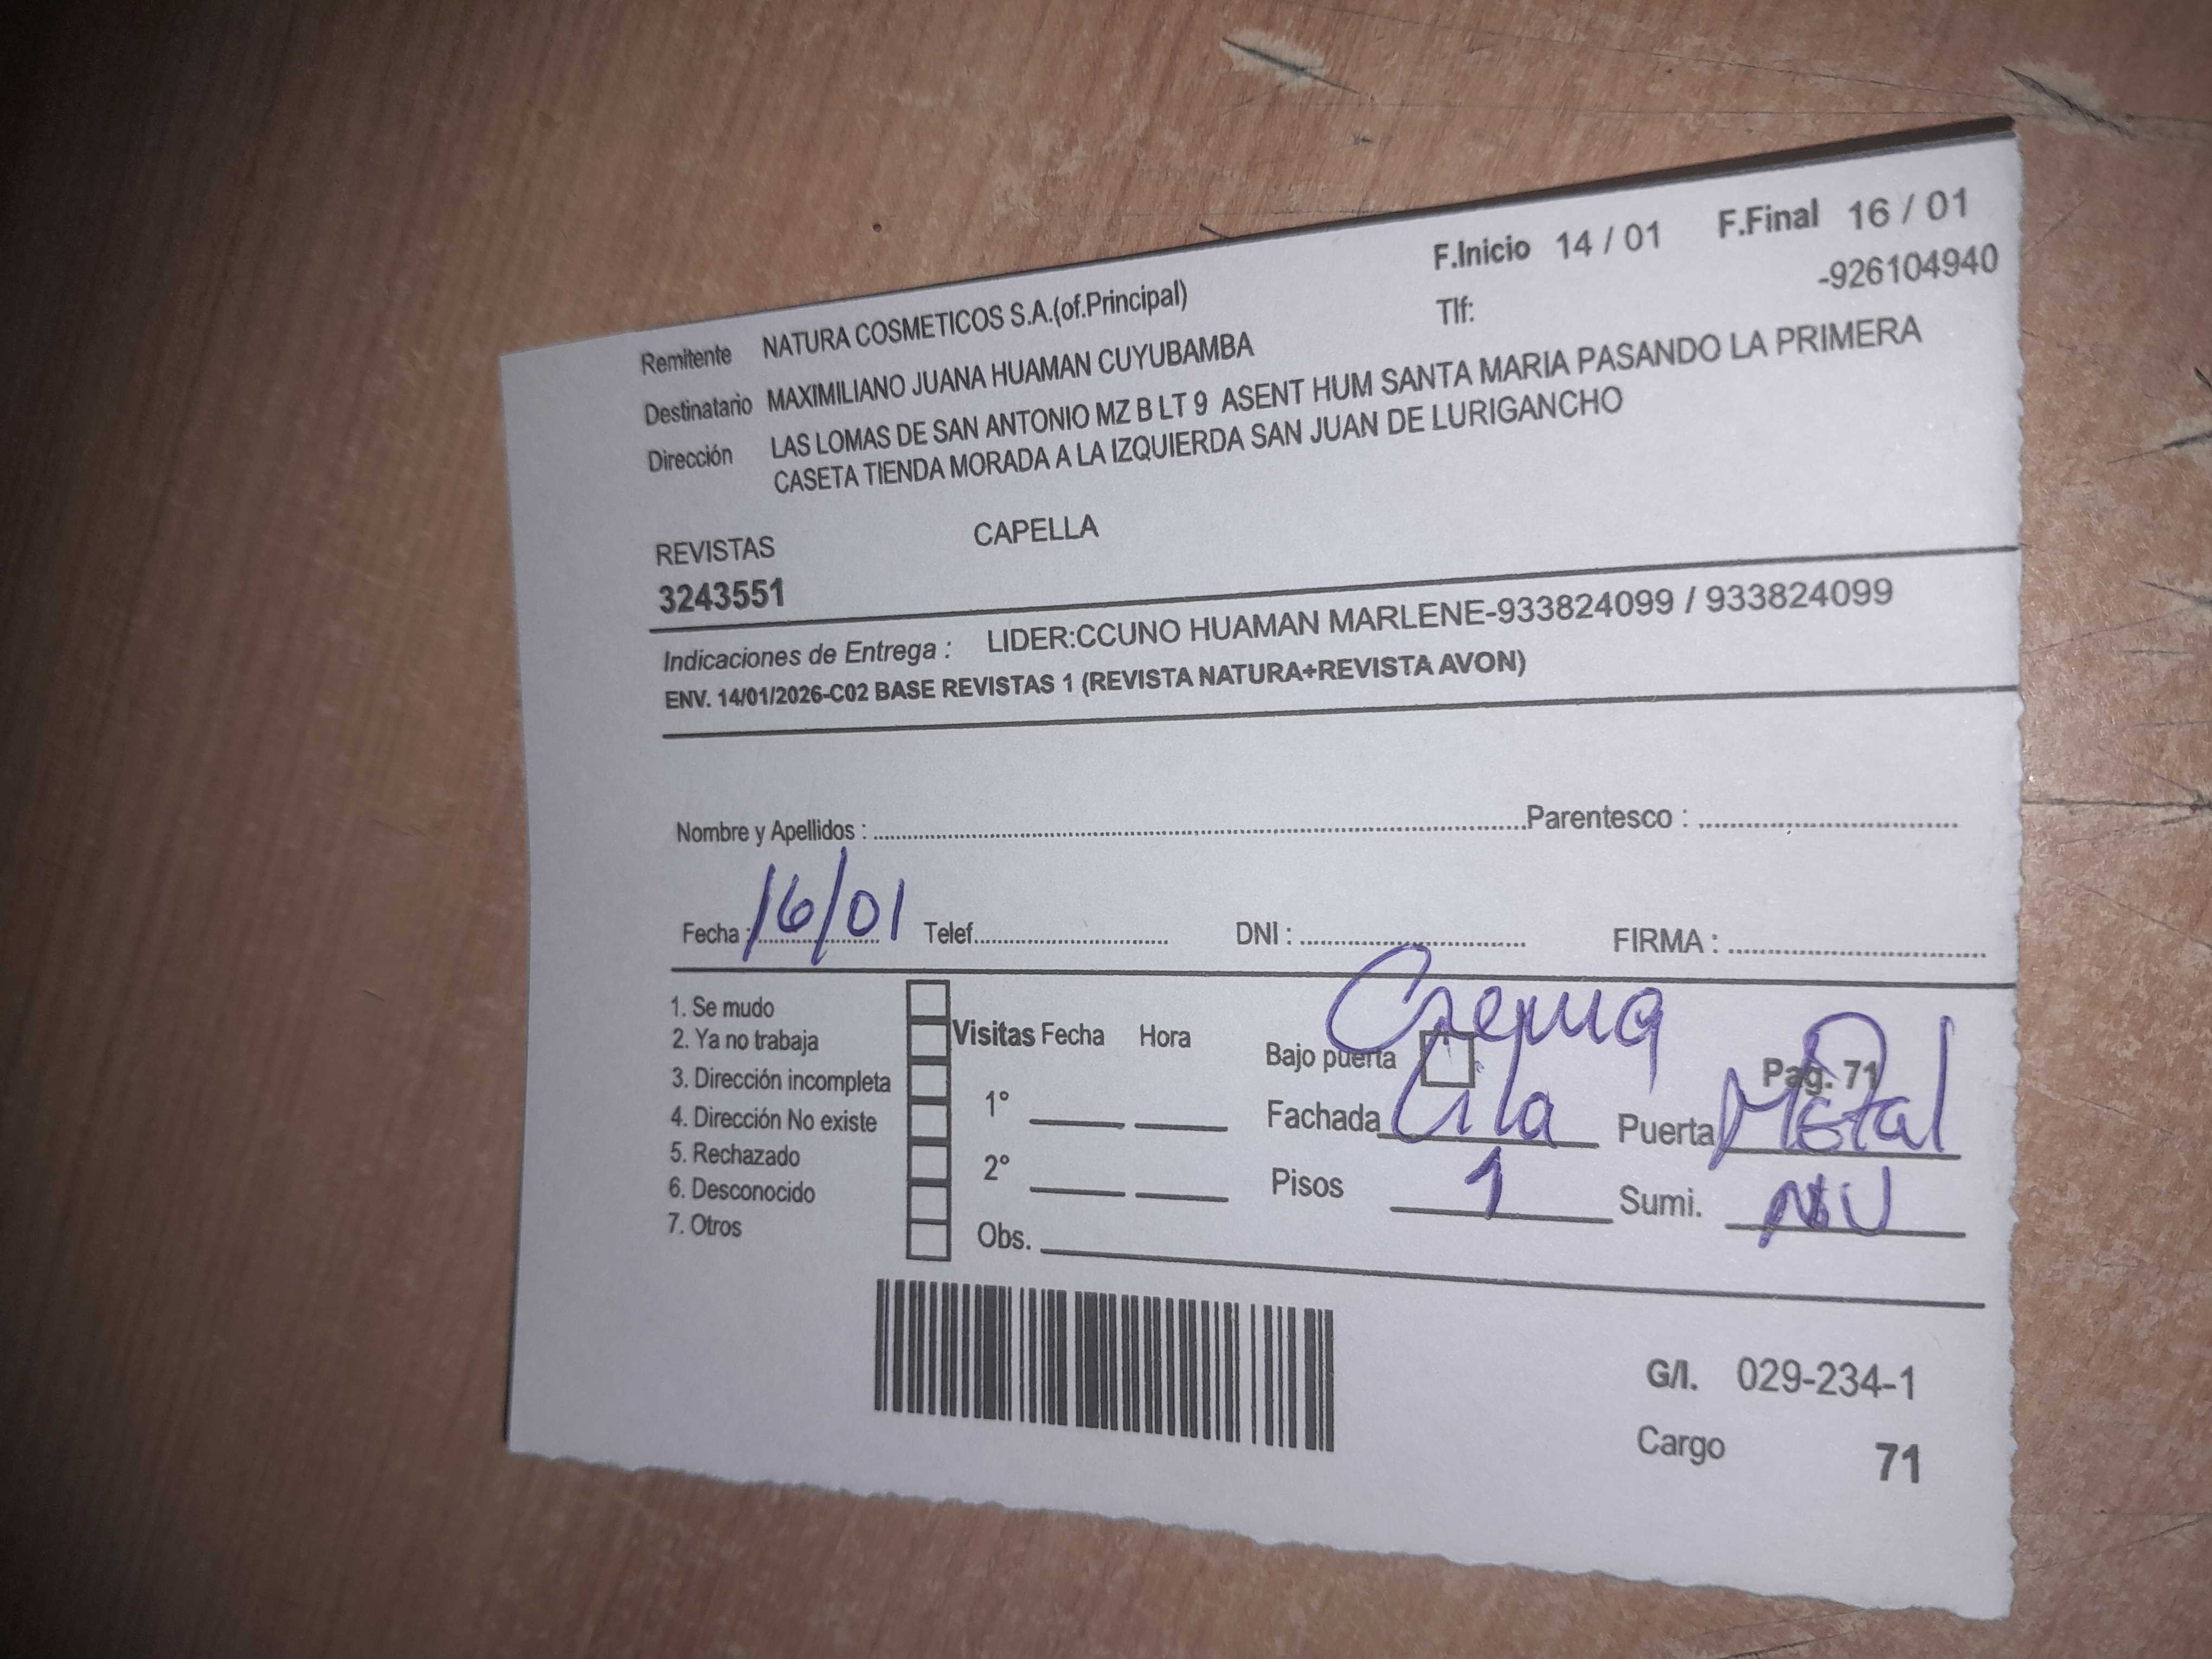 F.Inicio 14 / 01 F.Final 16 / 01
Remitente NATURA COSMETICOS S.A.(of.Principal) Tlf: -926104940
Destinatario MAXIMILIANO JUANA HUAMAN CUYUBAMBA
Dirección LAS LOMAS DE SAN ANTONIO MZ B LT 9 ASENT HUM SANTA MARIA PASANDO LA PRIMERA
CASETA TIENDA MORADA A LA IZQUIERDA SAN JUAN DE LURIGANCHO
REVISTAS CAPELLA
3243551
Indicaciones de Entrega : LIDER:CCUNO HUAMAN MARLENE-933824099 / 933824099
ENV. 14/01/2026-C02 BASE REVISTAS 1 (REVISTA NATURA+REVISTA AVON)
Nombre y Apellidos : Parentesco :
Fecha : 16/01 Telef. DNI : FIRMA :
1. Se mudo
2. Ya no trabaja
3. Dirección incompleta
4. Dirección No existe
5. Rechazado
6. Desconocido
7. Otros
Visitas Fecha Hora
1°
2°
Obs.
Crema
Bajo puerta Pag. 71
Fachada Lila Puerta Metal
Pisos 1 Sumi. NU
G/I. 029-234-1
Cargo 71